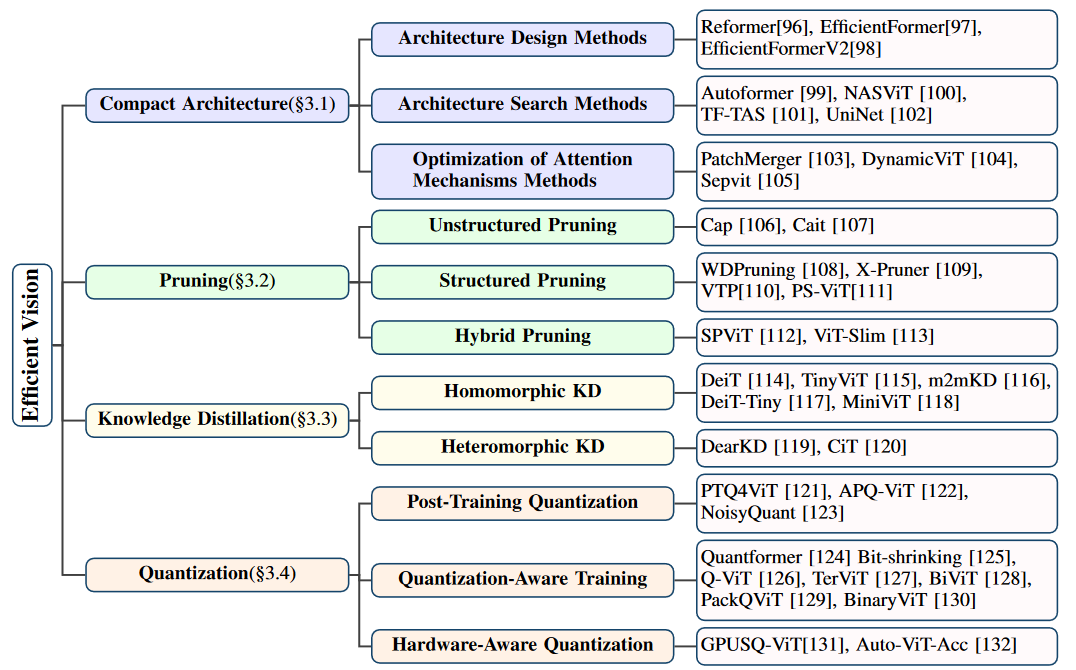 Efficient Vision
Compact Architecture(§3.1)
Architecture Design Methods
Reformer[96], EfficientFormer[97],
EfficientFormerV2[98]
Architecture Search Methods
Autoformer [99], NASViT [100],
TF-TAS [101], UniNet [102]
Optimization of Attention
Mechanisms Methods
PatchMerger [103], DynamicViT [104],
Sepvit [105]
Pruning(§3.2)
Unstructured Pruning
Cap [106], Cait [107]
Structured Pruning
WDPruning [108], X-Pruner [109],
VTP[110], PS-ViT[111]
Hybrid Pruning
SPViT [112], ViT-Slim [113]
Knowledge Distillation(§3.3)
Homomorphic KD
DeiT [114], TinyViT [115], m2mKD [116],
DeiT-Tiny [117], MiniViT [118]
Heteromorphic KD
DearKD [119], CiT [120]
Quantization(§3.4)
Post-Training Quantization
PTQ4ViT [121], APQ-ViT [122],
NoisyQuant [123]
Quantization-Aware Training
Quantformer [124] Bit-shrinking [125],
Q-ViT [126], TerViT [127], BiViT [128],
PackQViT [129], BinaryViT [130]
Hardware-Aware Quantization
GPUSQ-ViT[131], Auto-ViT-Acc [132]